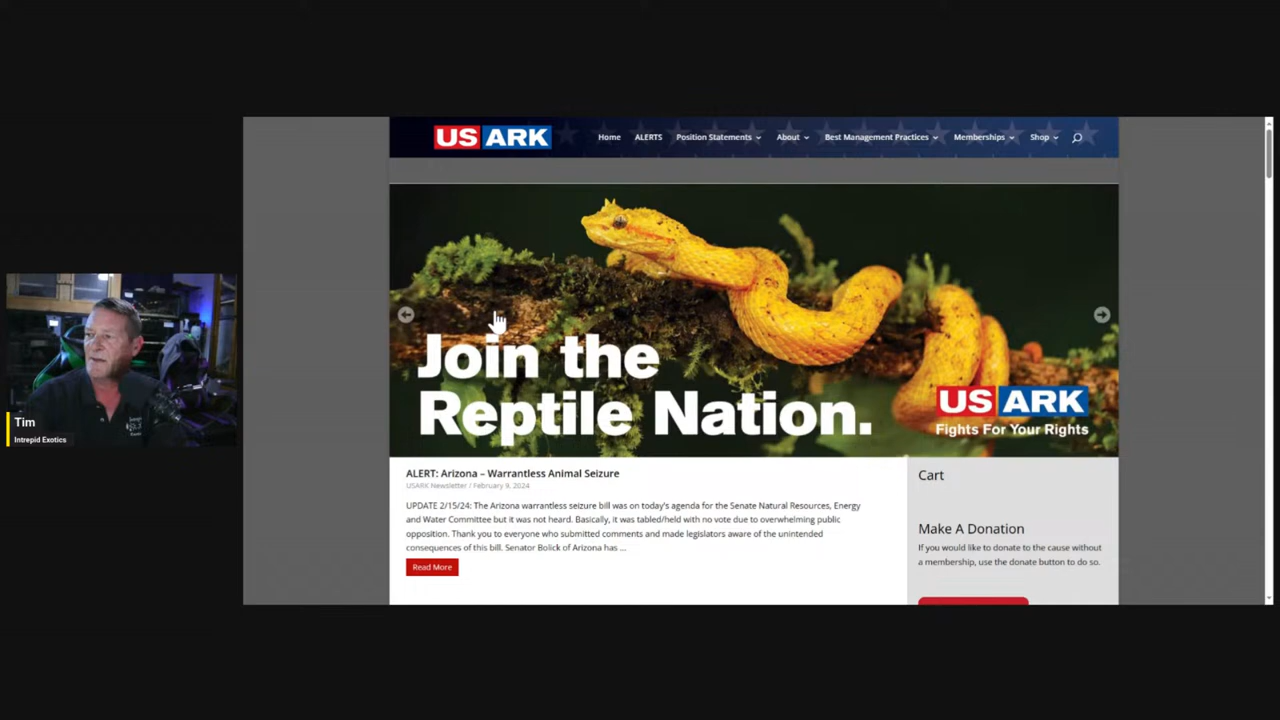 US ARK
Home ALERTS Position Statements About Best Management Practices Memberships Shop
Join the
Reptile Nation.
US ARK
Fights For Your Rights
Tim
Intrepid Exotics
ALERT: Arizona – Warrantless Animal Seizure
USARK Newsletter / February 9, 2024
UPDATE 2/15/24: The Arizona warrantless seizure bill was on today's agenda for the Senate Natural Resources, Energy
and Water Committee but it was not heard. Basically, it was tabled/held with no vote due to overwhelming public
opposition. Thank you to everyone who submitted comments and made legislators aware of the unintended
consequences of this bill. Senator Bolick of Arizona has ...
Read More
Cart
Make A Donation
If you would like to donate to the cause without
a membership, use the donate button to do so.